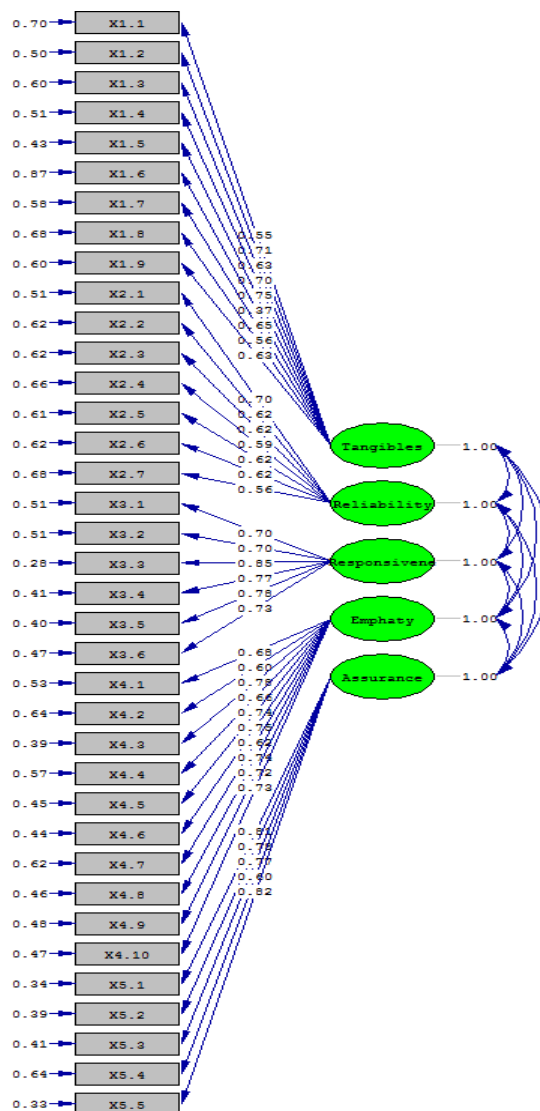 0.70 X1.1
0.50 X1.2
0.60 X1.3
0.51 X1.4
0.43 X1.5
0.87 X1.6
0.58 X1.7
0.68 X1.8
0.60 X1.9
0.51 X2.1
0.62 X2.2
0.62 X2.3
0.66 X2.4
0.61 X2.5
0.62 X2.6
0.68 X2.7
0.51 X3.1
0.51 X3.2
0.28 X3.3
0.41 X3.4
0.40 X3.5
0.47 X3.6
0.53 X4.1
0.64 X4.2
0.39 X4.3
0.57 X4.4
0.45 X4.5
0.44 X4.6
0.62 X4.7
0.46 X4.8
0.48 X4.9
0.47 X4.10
0.34 X5.1
0.39 X5.2
0.41 X5.3
0.64 X5.4
0.33 X5.5
0.55
0.71
0.63
0.70
0.75
0.37
0.65
0.56
0.63
0.70
0.62
0.62
0.59
0.62
0.62
0.56
0.70
0.70
0.85
0.77
0.78
0.73
0.68
0.60
0.78
0.66
0.74
0.75
0.62
0.74
0.72
0.73
0.81
0.78
0.77
0.60
0.82
Tangibles 1.00
Reliability 1.00
Responsivene 1.00
Emphaty 1.00
Assurance 1.00